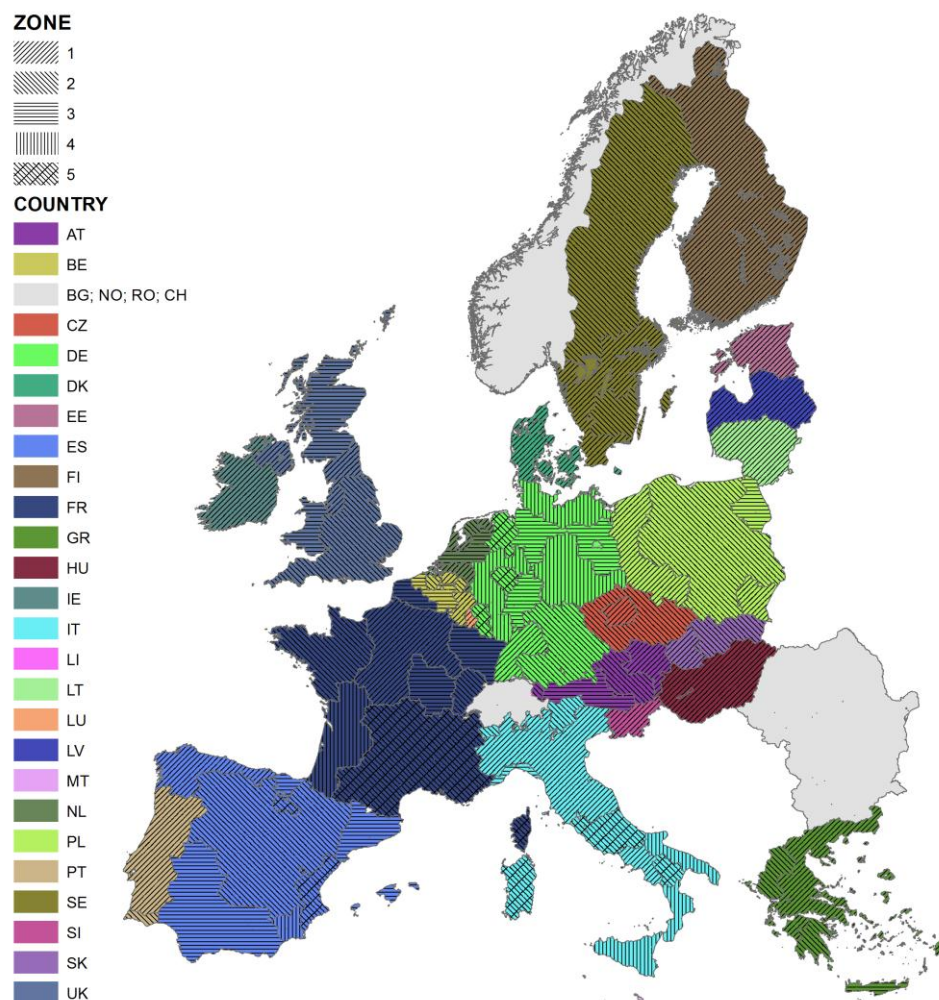 ZONE
1
2
3
4
5
COUNTRY
AT
BE
BG; NO; RO; CH
CZ
DE
DK
EE
ES
FI
FR
GR
HU
IE
IT
LI
LT
LU
LV
MT
NL
PL
PT
SE
SI
SK
UK